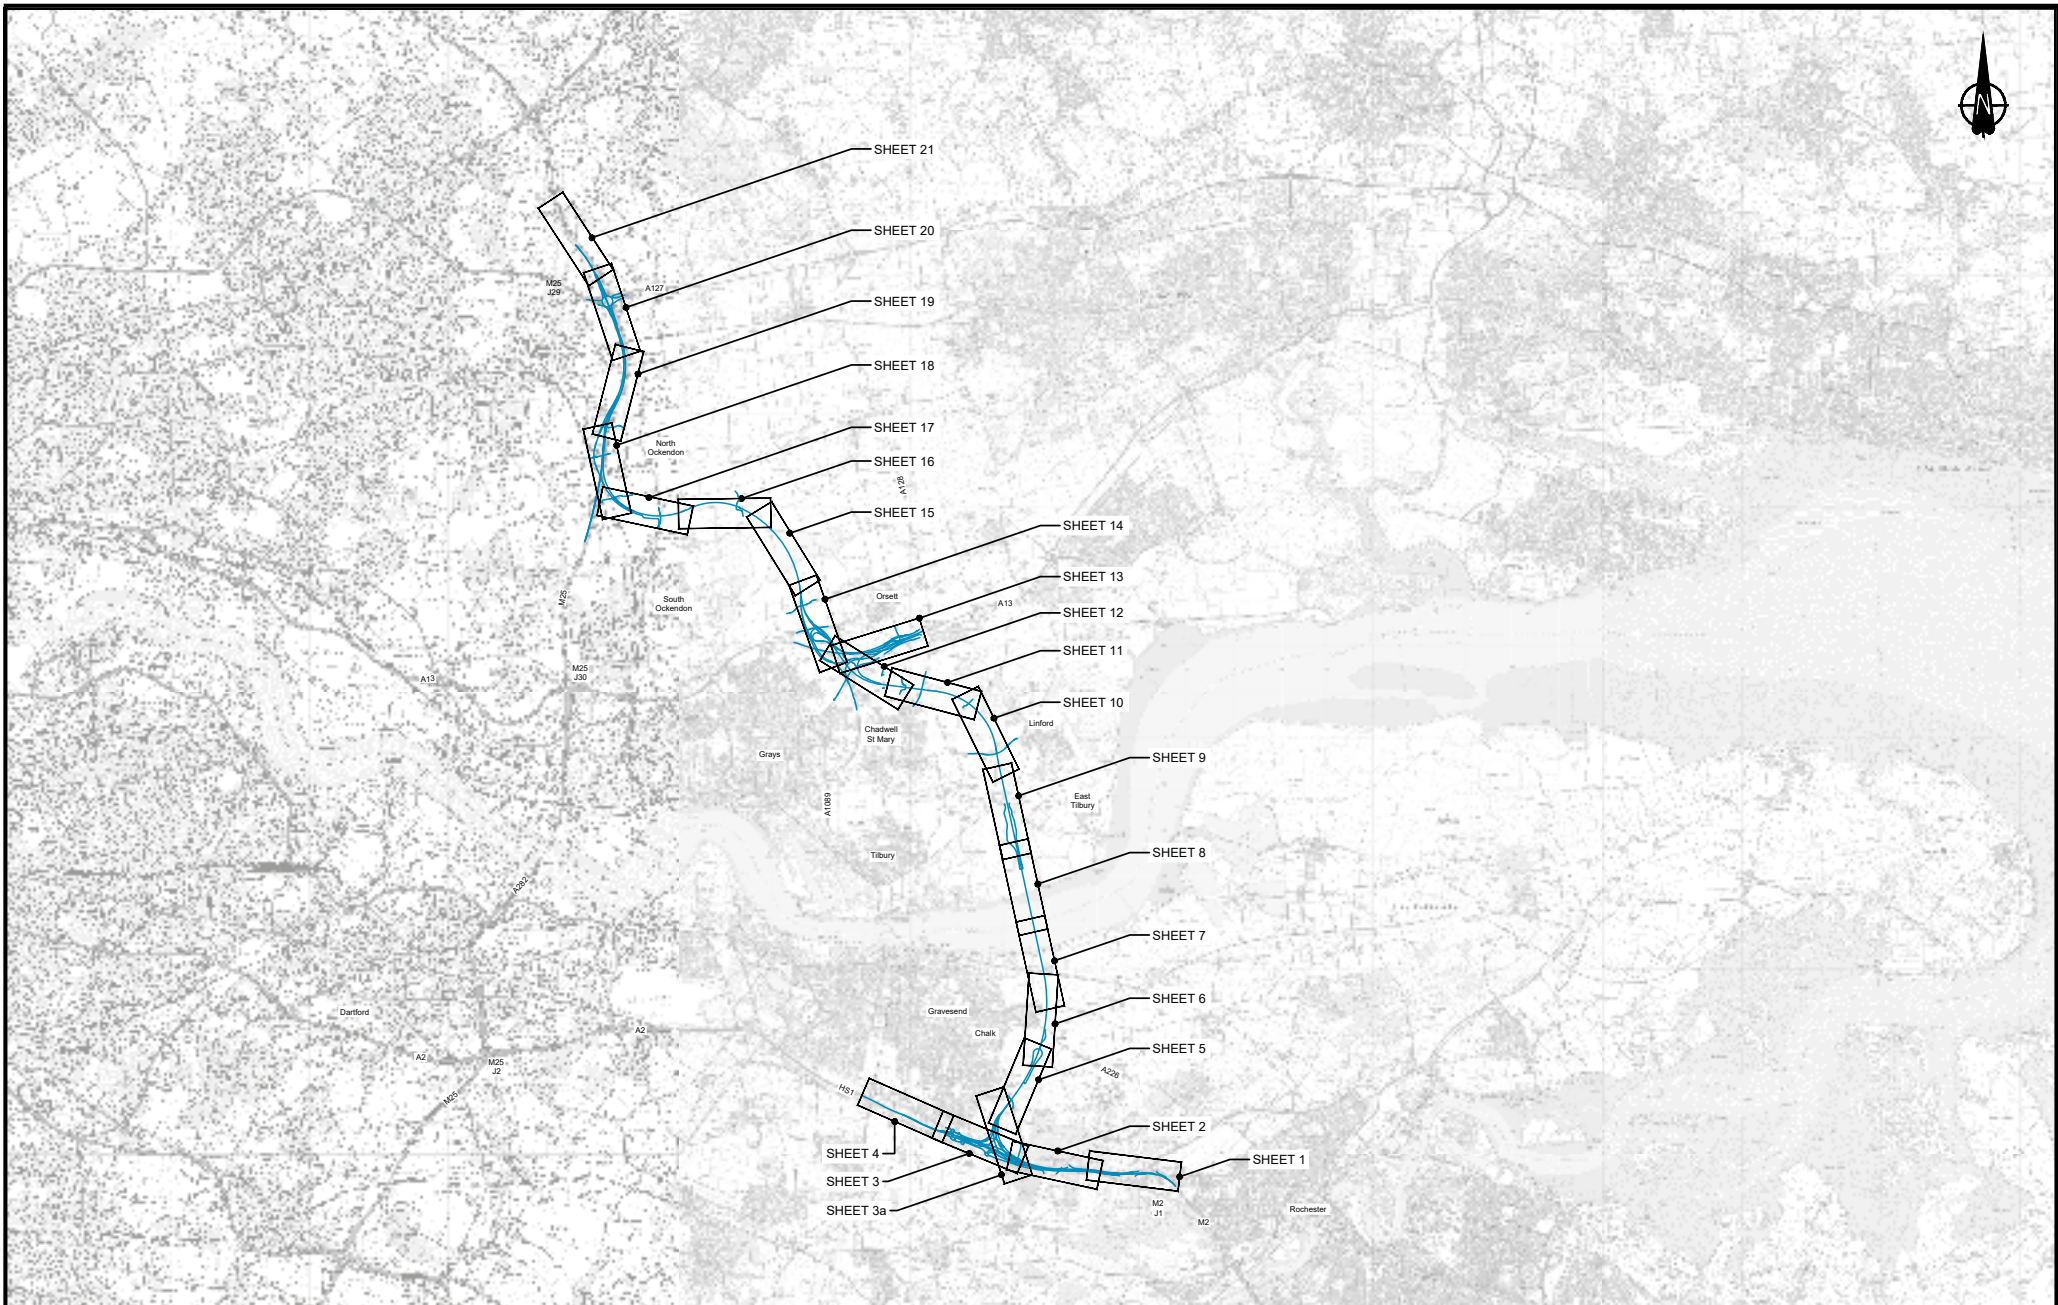 N
SHEET 21
SHEET 20
M25
J29
A127
SHEET 19
SHEET 18
SHEET 17
North
Ockendon
SHEET 16
A128
SHEET 15
SHEET 14
SHEET 13
M25
South
Ockendon
Orsett
A13
SHEET 12
SHEET 11
M25
J30
A13
SHEET 10
Linford
Chadwell
St Mary
Grays
SHEET 9
East
Tilbury
A1089
Tilbury
SHEET 8
A282
SHEET 7
SHEET 6
Dartford
Gravesend
A2
Chalk
SHEET 5
A2
M25
J2
A226
HS1
M25
SHEET 2
SHEET 4
SHEET 1
SHEET 3
SHEET 3a
M2
J1
Rochester
M2